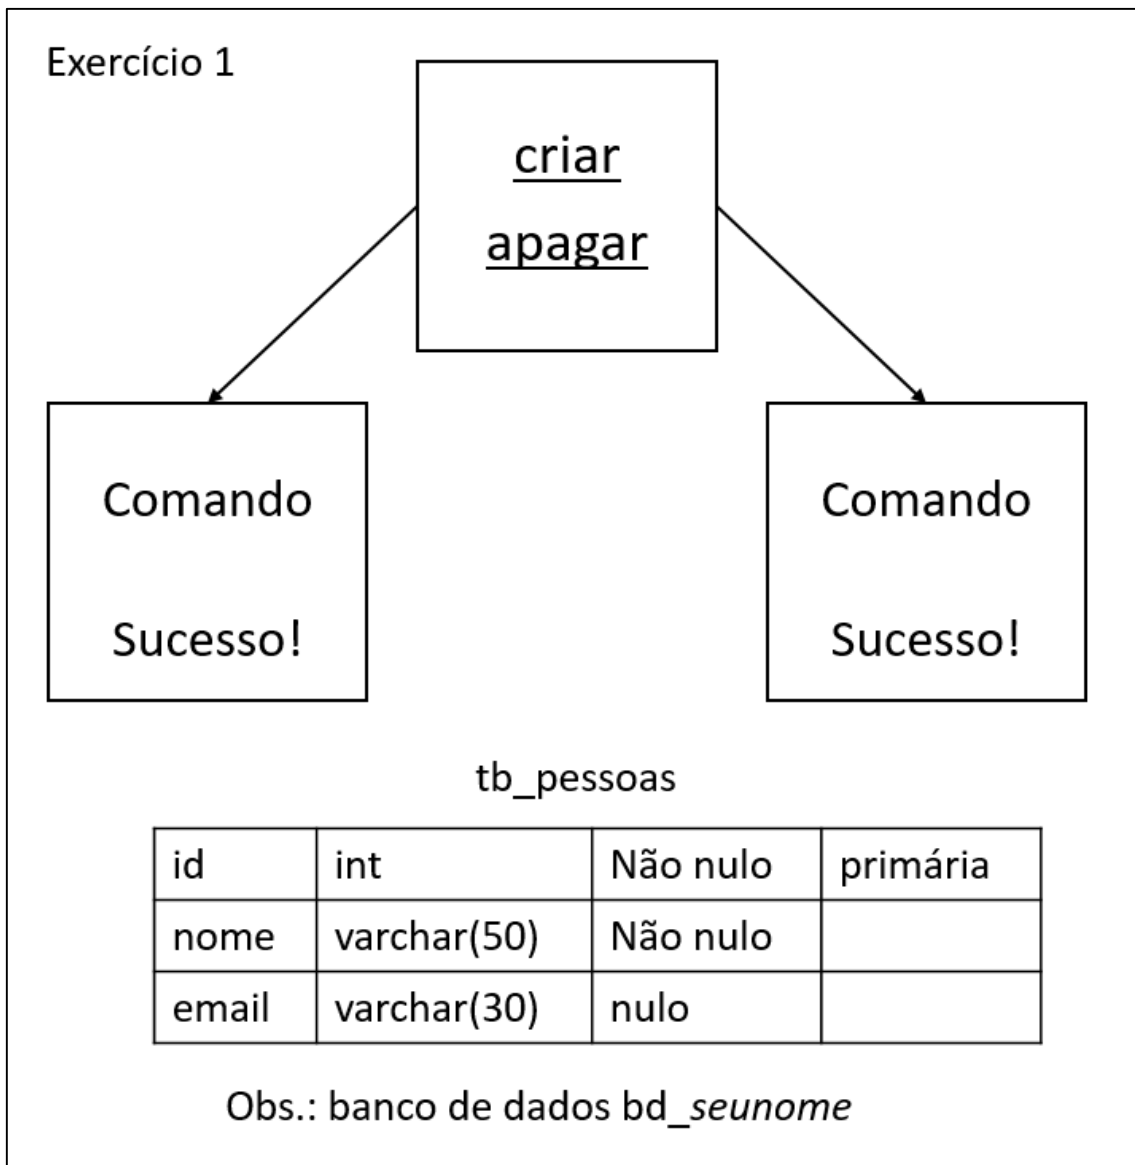 Exercício 1
criar
apagar
Comando
Sucesso!
Comando
Sucesso!
tb_pessoas
id int Não nulo primária
nome varchar(50) Não nulo
email varchar(30) nulo
Obs.: banco de dados bd_seunome